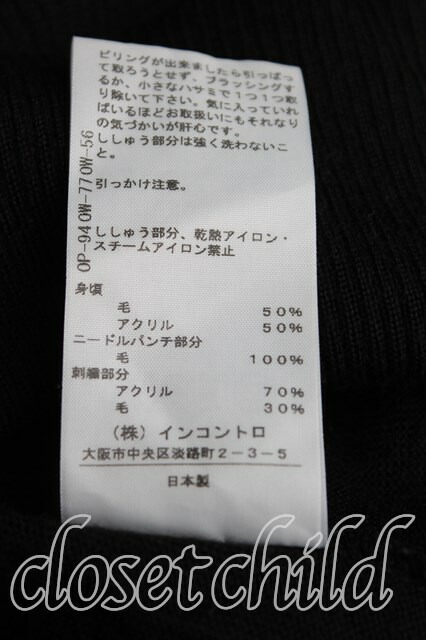 ピリングが出来ましたら引っぱっ
て取ろうとせず、ブラッシングす
るか、小さなハサミで1つ1つ取
り除いて下さい。気に入っていれ
ばいるほどお取扱いにもそれなり
の気づかいが肝心です。
ししゅう部分は強く洗わないこ
と。
引っかけ注意。
ししゅう部分、乾熱アイロン・
スチームアイロン禁止
OP-940W-770W-56
身頃
毛 50%
アクリル 50%
ニードルパンチ部分
毛 100%
刺繍部分
アクリル 70%
毛 30%
(株)インコントロ
大阪市中央区淡路町2-3-5
日本製
closet child